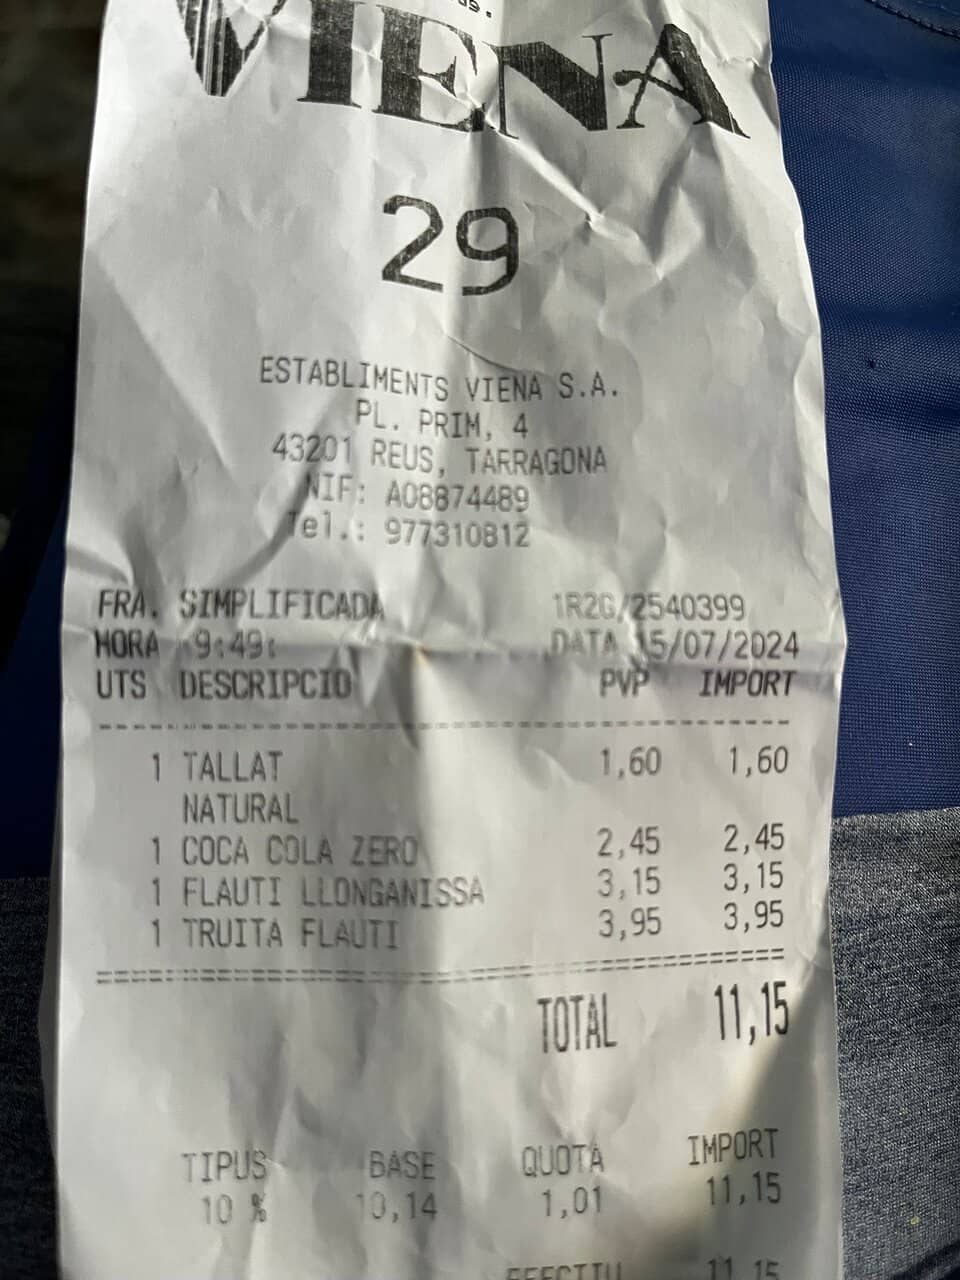 VIENA
29
ESTABLIMENTS VIENA S.A.
PL. PRIM, 4
43201 REUS, TARRAGONA
NIF: A08874489
Tel.: 977310812
FRA. SIMPLIFICADA 1R2G/2540399
HORA 9:49: DATA 15/07/2024
UTS DESCRIPCIO PVP IMPORT
1 TALLAT 1,60 1,60
NATURAL
1 COCA COLA ZERO 2,45 2,45
1 FLAUTI LLONGANISSA 3,15 3,15
1 TRUITA FLAUTI 3,95 3,95
TOTAL 11,15
TIPUS BASE QUOTA IMPORT
10 % 10,14 1,01 11,15
EFECTIU 11,15